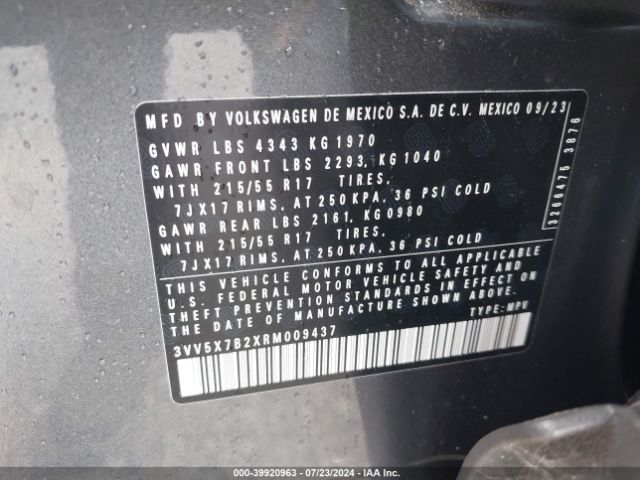 MFD BY VOLKSWAGEN DE MEXICO S.A. DE C.V. MEXICO 09/23
GVWR LBS 4343 KG 1970
GAWR FRONT LBS 2293, KG 1040
WITH 215/55 R17 TIRES,
7JX17 RIMS, AT 250 KPA, 36 PSI COLD
GAWR REAR LBS 2161, KG 0980
WITH 215/55 R17 TIRES,
7JX17 RIMS, AT 250 KPA, 36 PSI COLD
THIS VEHICLE CONFORMS TO ALL APPLICABLE
U.S. FEDERAL MOTOR VEHICLE SAFETY AND
THEFT PREVENTION STANDARDS IN EFFECT ON
THE DATE OF MANUFACTURE SHOWN ABOVE.
3VV5X7B2XRM009437 TYPE: MPV
3266475 3876
000-39920963 - 07/23/2024 - IAA Inc.